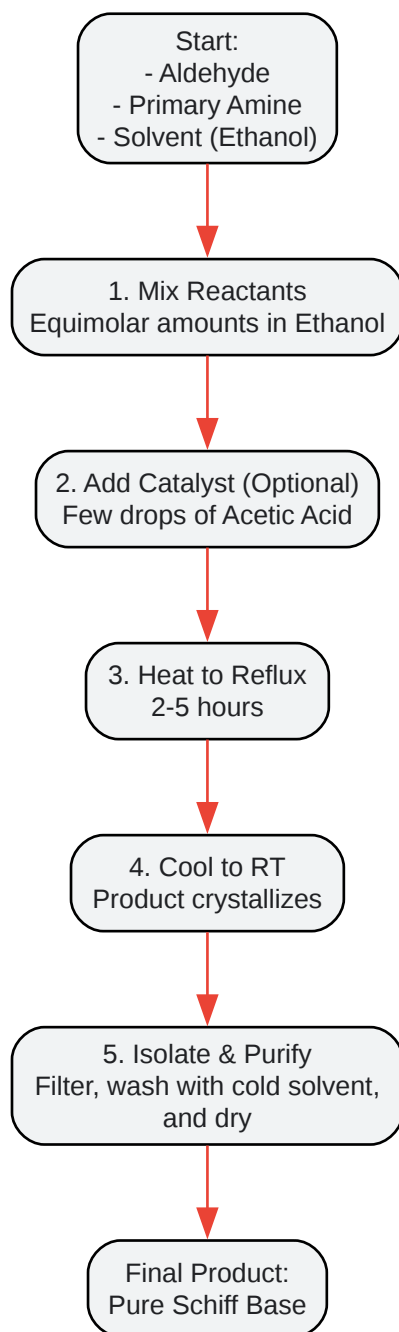 Start:
- Aldehyde
- Primary Amine
- Solvent (Ethanol)
1. Mix Reactants
Equimolar amounts in Ethanol
2. Add Catalyst (Optional)
Few drops of Acetic Acid
3. Heat to Reflux
2-5 hours
4. Cool to RT
Product crystallizes
5. Isolate & Purify
Filter, wash with cold solvent,
and dry
Final Product:
Pure Schiff Base